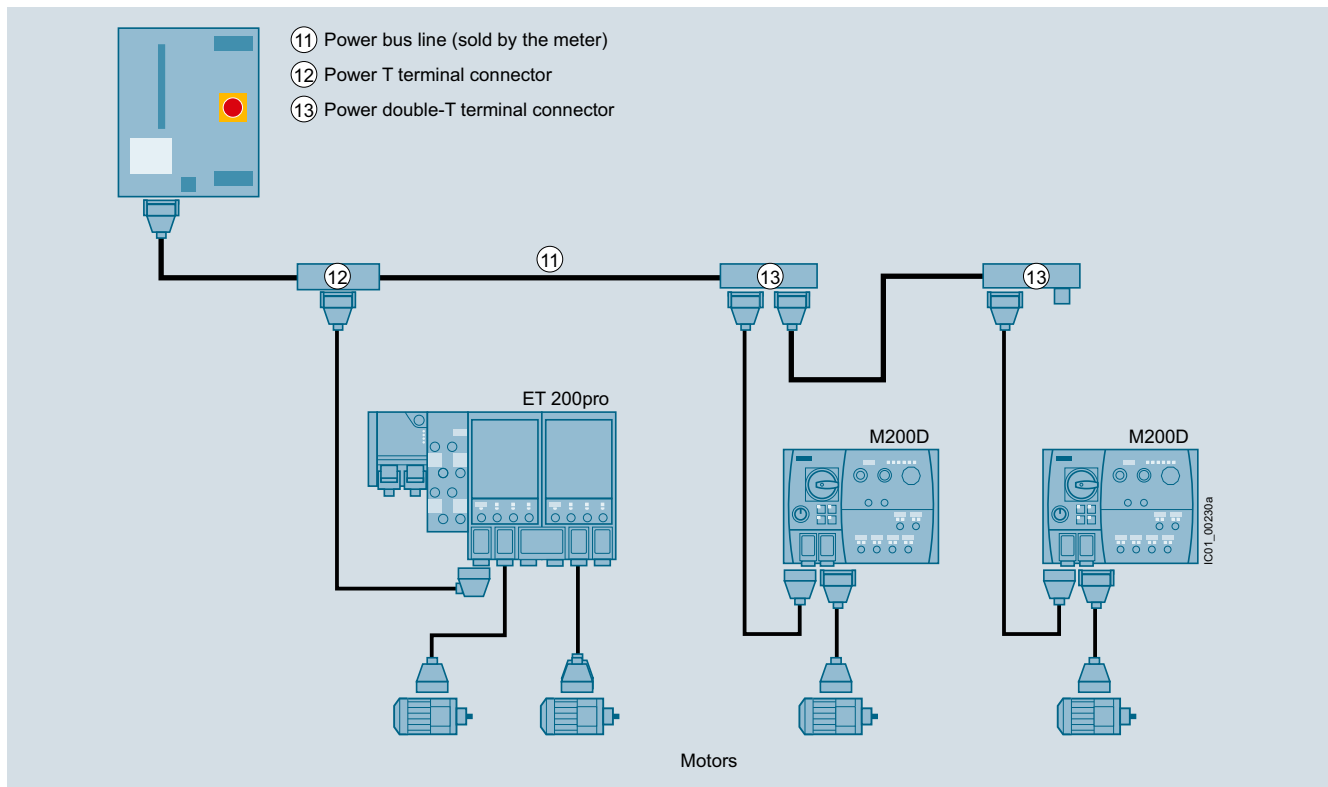 11 Power bus line (sold by the meter)
12 Power T terminal connector
13 Power double-T terminal connector
11
12
13
13
ET 200pro
M200D
M200D
IC01_00230a
Motors